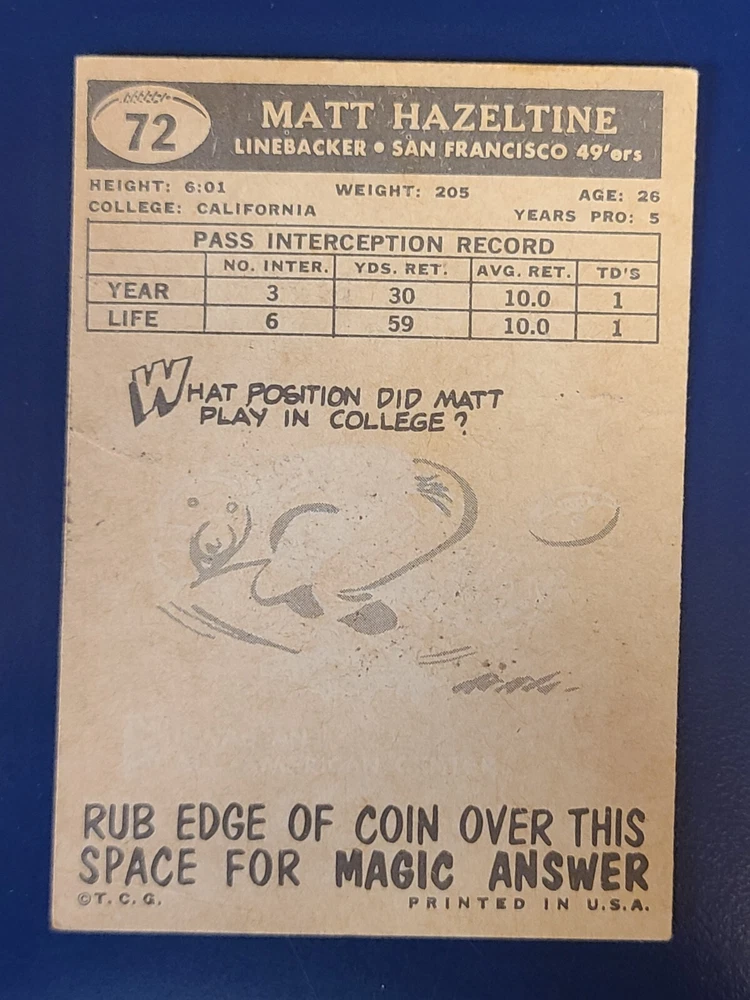 72
MATT HAZELTINE
LINEBACKER • SAN FRANCISCO 49'ers
HEIGHT: 6:01 WEIGHT: 205 AGE: 26
COLLEGE: CALIFORNIA YEARS PRO: 5
PASS INTERCEPTION RECORD
NO. INTER. YDS. RET. AVG. RET. TD'S
YEAR 3 30 10.0 1
LIFE 6 59 10.0 1
WHAT POSITION DID MATT
PLAY IN COLLEGE?
RUB EDGE OF COIN OVER THIS
SPACE FOR MAGIC ANSWER
©T.C.G. PRINTED IN U.S.A.